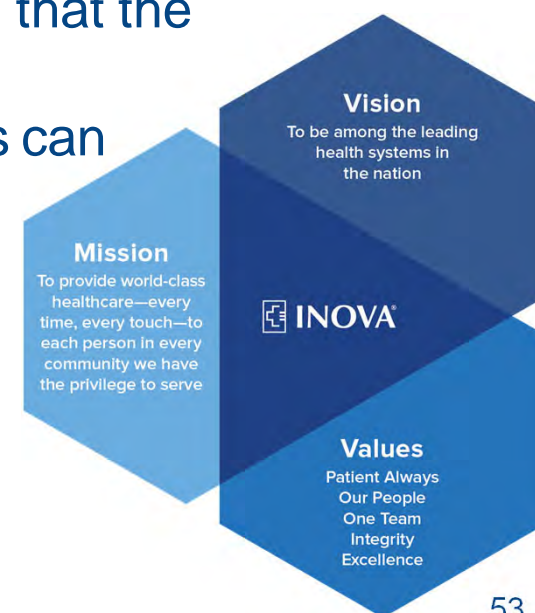 that the
s can
Vision
To be among the leading
health systems in
the nation
Mission
To provide world-class
healthcare—every
time, every touch—to
each person in every
community we have
the privilege to serve
INOVA®
Values
Patient Always
Our People
One Team
Integrity
Excellence
53